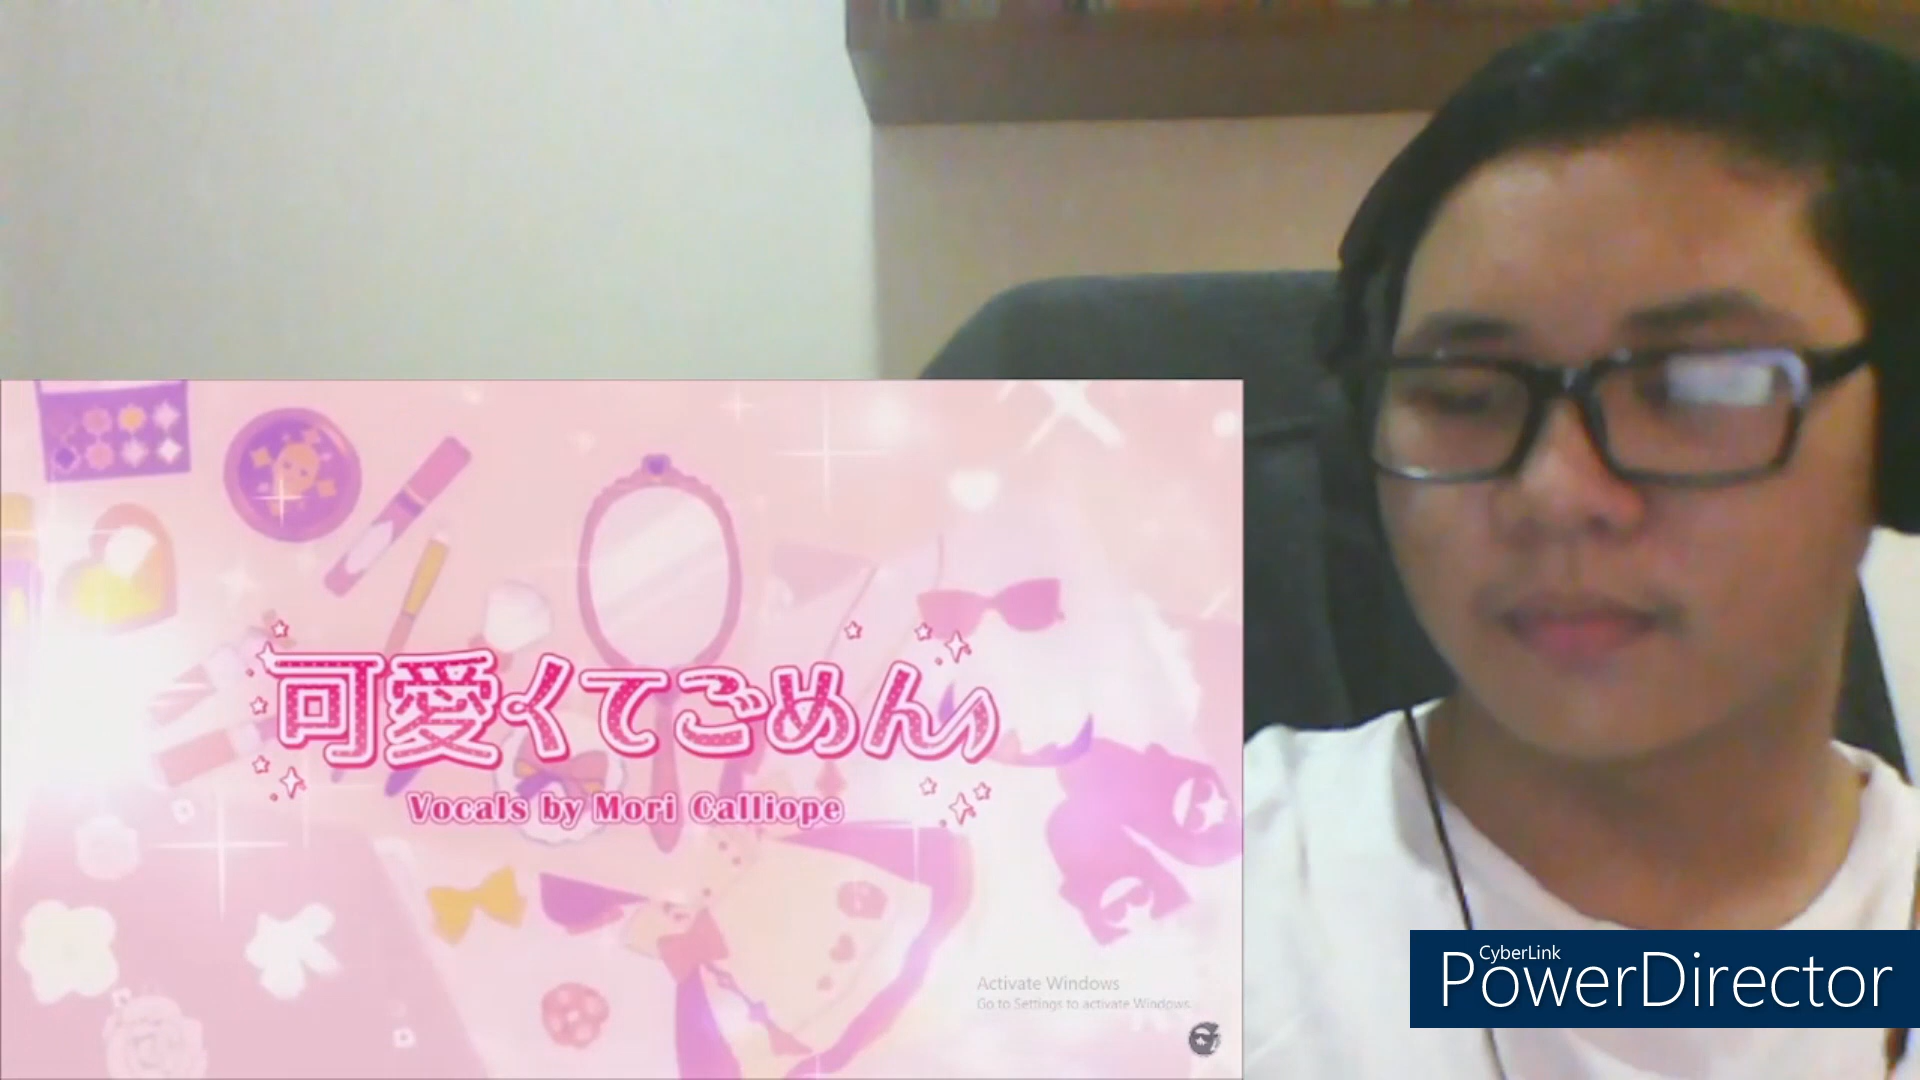 可愛くてごめん
Vocals by Mori Calliope
Activate Windows
Go to Settings to activate Windows.
CyberLink
PowerDirector